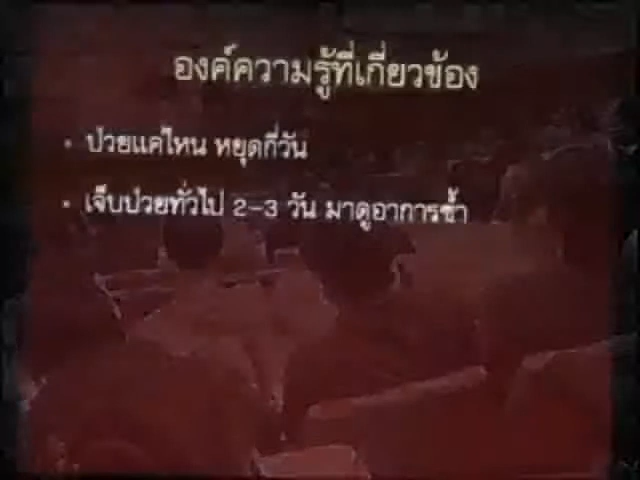 องค์ความรู้ที่เกี่ยวข้อง
• ป่วยแค่ไหน หยุดกี่วัน
• เจ็บป่วยทั่วไป 2-3 วัน มาดูอาการซ้ำ